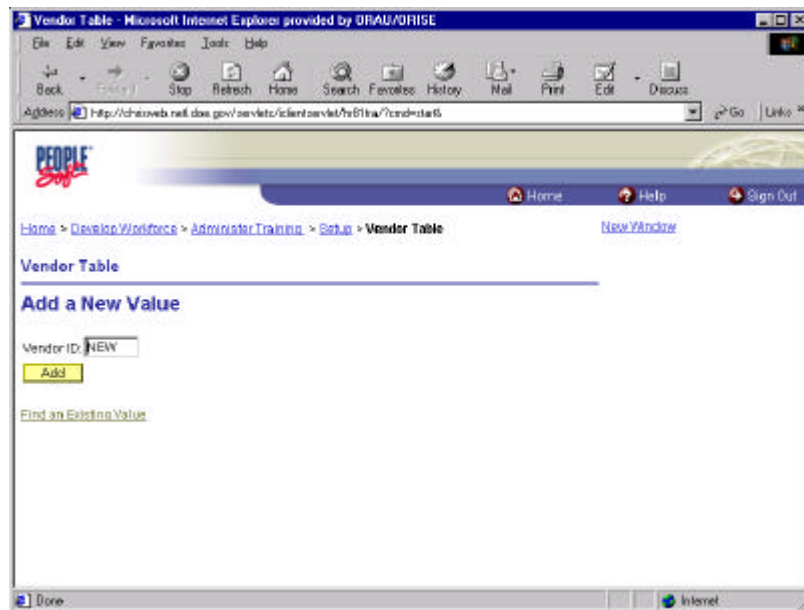 Vendor Table - Microsoft Internet Explorer provided by ORAU/ORISE
File Edit View Favorites Tools Help
Back Forward Stop Refresh Home Search Favorites History Mail Print Edit Discuss
Address http://chrisweb.netl.doe.gov/servlets/iclientservlet/hr81tra/?cmd=start& Go Links »
PEOPLE
Soft
Home Help Sign Out
Home > Develop Workforce > Administer Training > Setup > Vendor Table New Window
Vendor Table
Add a New Value
Vendor ID: NEW
Add
Find an Existing Value
Done Internet